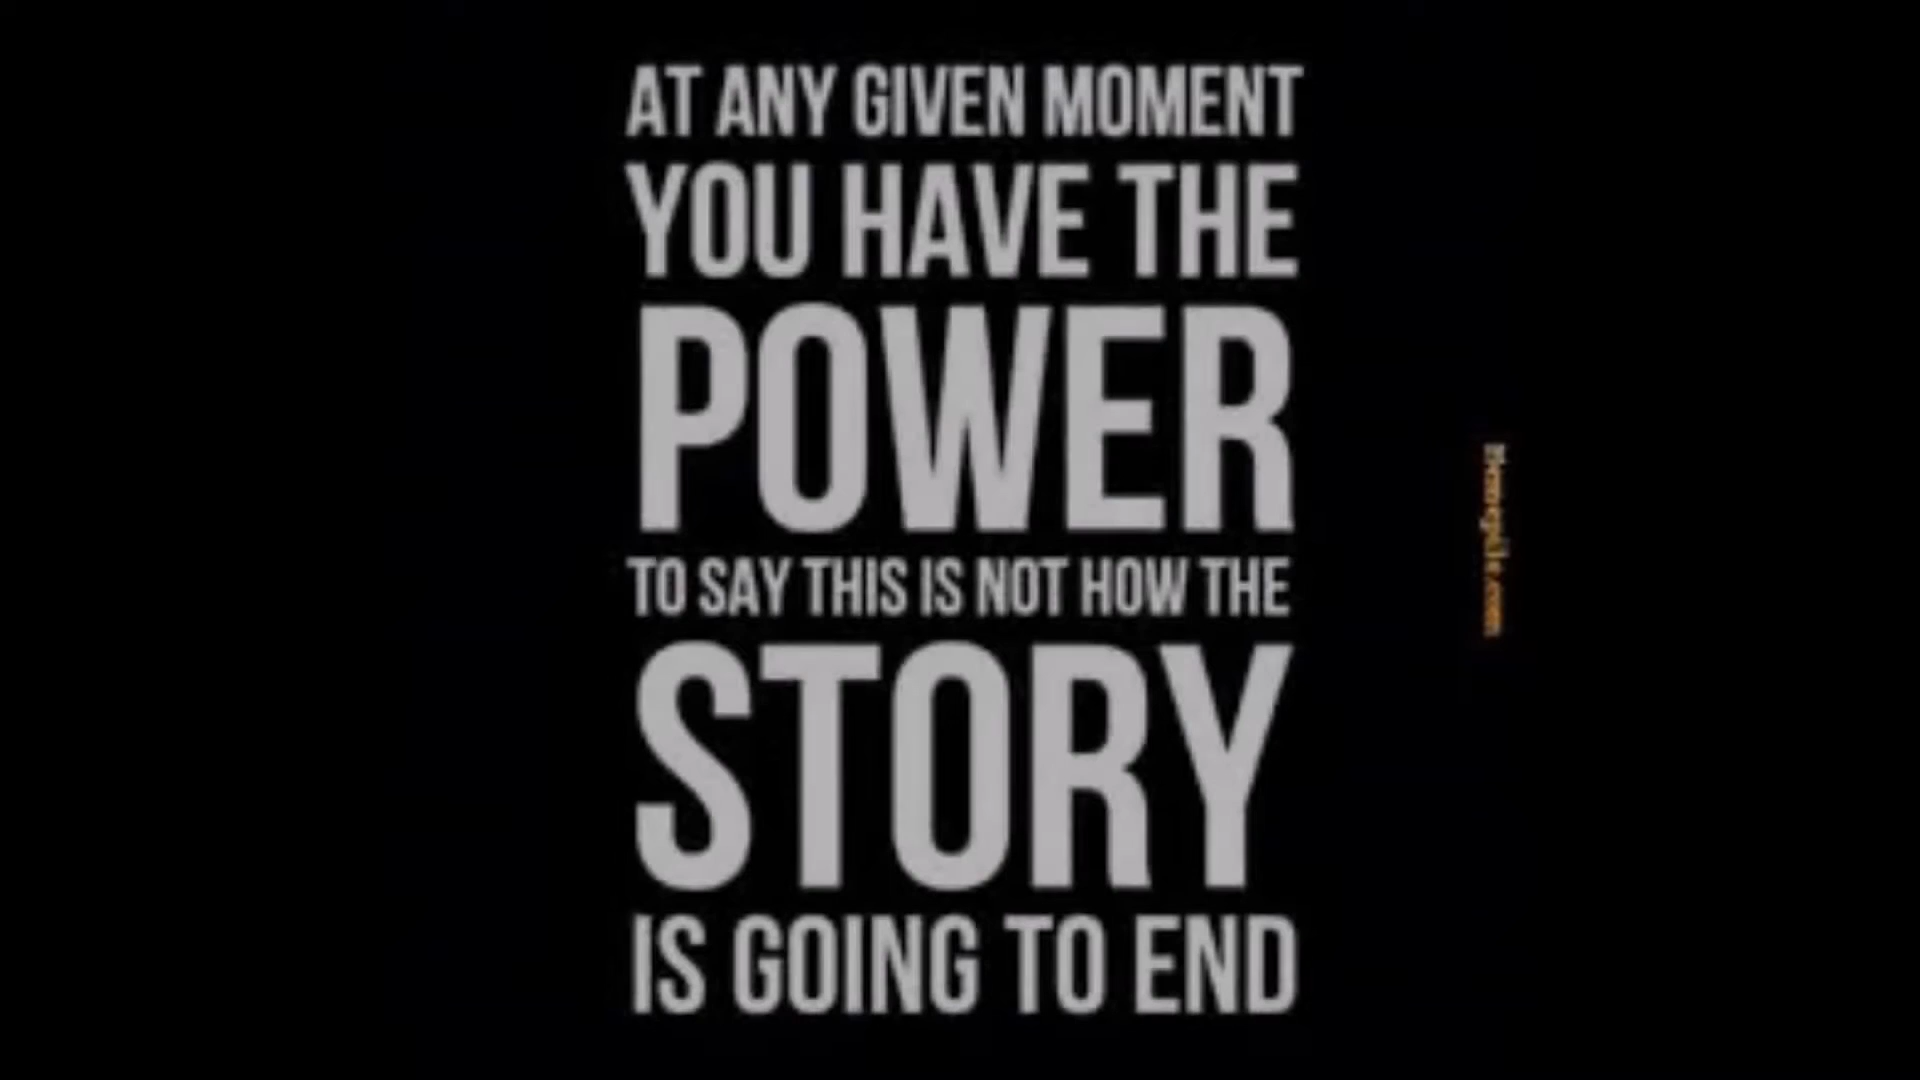 AT ANY GIVEN MOMENT
YOU HAVE THE
POWER
TO SAY THIS IS NOT HOW THE
STORY
IS GOING TO END